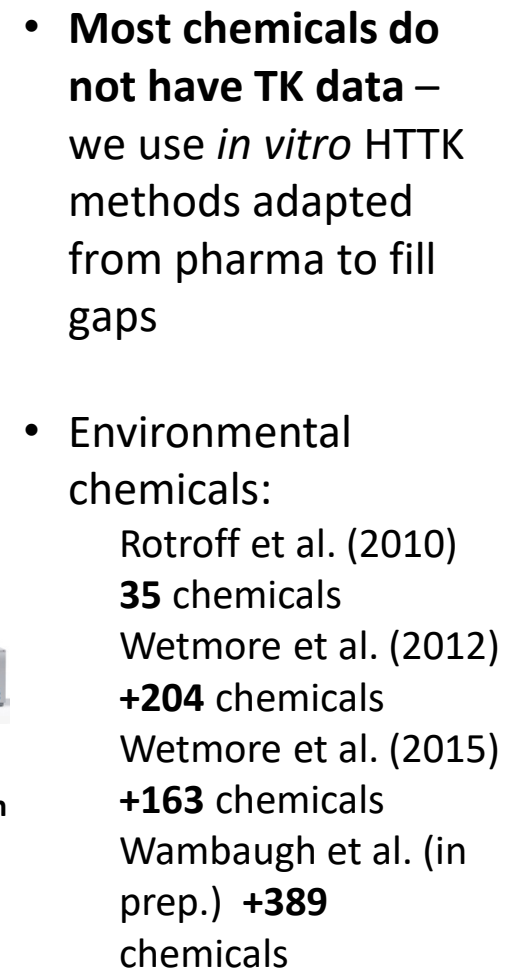 • Most chemicals do
not have TK data –
we use in vitro HTTK
methods adapted
from pharma to fill
gaps
• Environmental
chemicals:
Rotroff et al. (2010)
35 chemicals
Wetmore et al. (2012)
+204 chemicals
Wetmore et al. (2015)
+163 chemicals
Wambaugh et al. (in
prep.) +389
chemicals